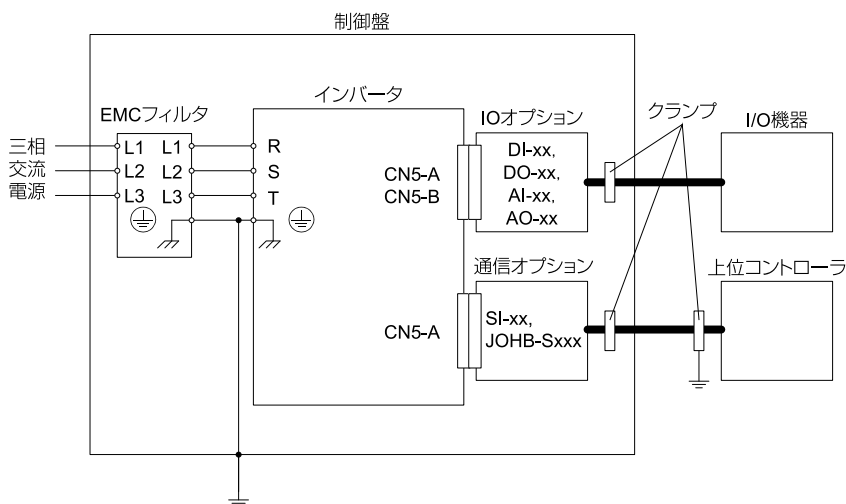 制御盤
EMCフィルタ
インバータ
IOオプション
クランプ
I/O機器
三相
交流
電源
L1 L1
L2 L2
L3 L3
R
S
T
CN5-A
CN5-B
DI-xx,
DO-xx,
AI-xx,
AO-xx
通信オプション
上位コントローラ
CN5-A
SI-xx,
JOHB-Sxxx